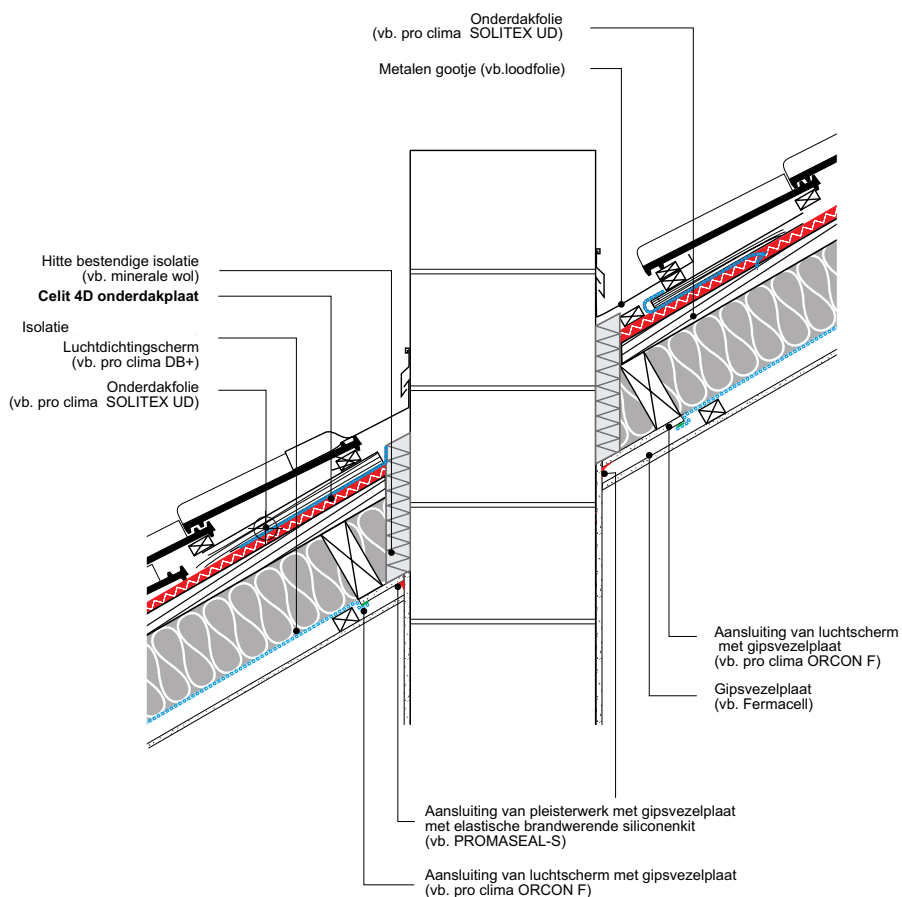 Onderdakfolie
(vb. pro clima SOLITEX UD)
Metalen gootje (vb.loodfolie)
Hitte bestendige isolatie
(vb. minerale wol)
Celit 4D onderdakplaat
Isolatie
Luchtdichtingscherm
(vb. pro clima DB+)
Onderdakfolie
(vb. pro clima SOLITEX UD)
Aansluiting van luchtscherm
met gipsvezelplaat
(vb. pro clima ORCON F)
Gipsvezelplaat
(vb. Fermacell)
Aansluiting van pleisterwerk met gipsvezelplaat
met elastische brandwerende siliconenkit
(vb. PROMASEAL-S)
Aansluiting van luchtscherm met gipsvezelplaat
(vb. pro clima ORCON F)